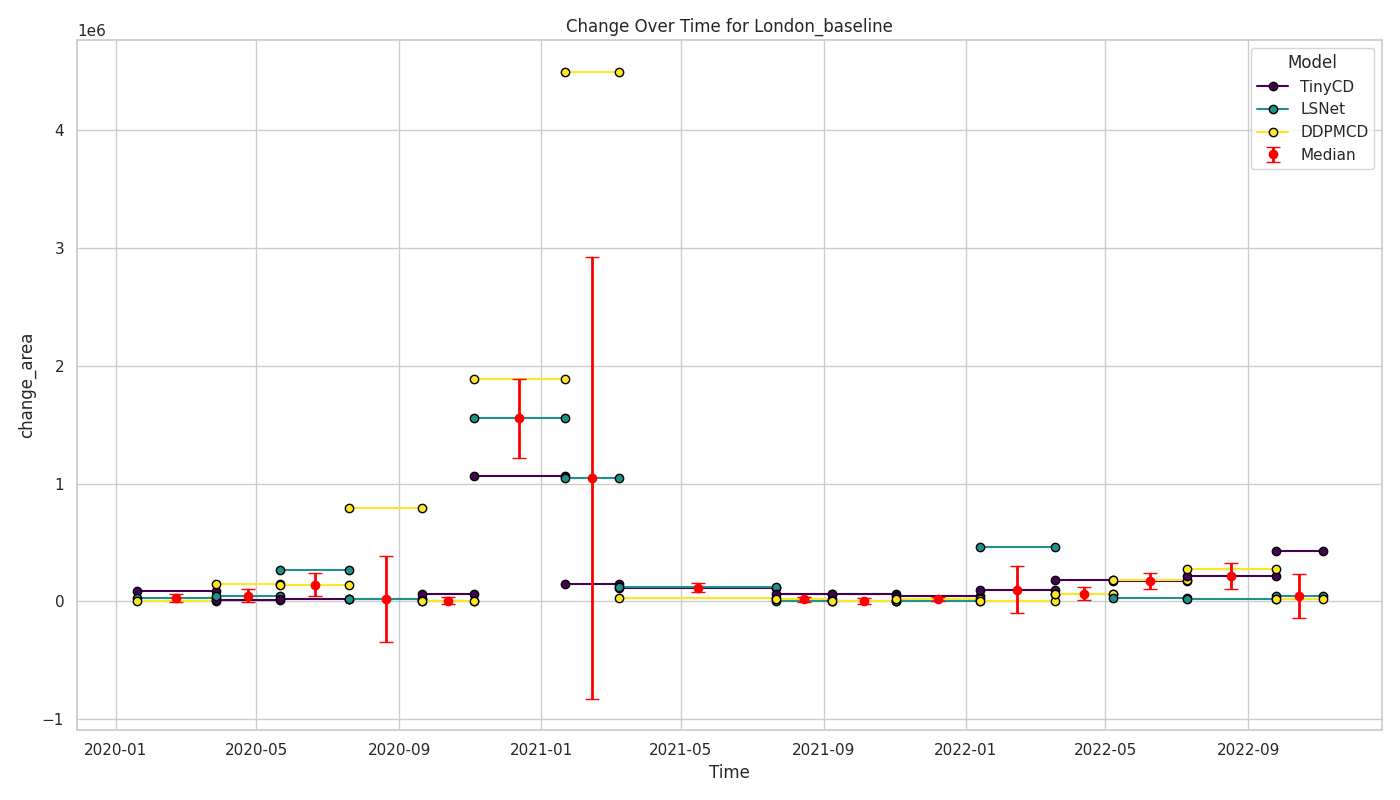 Change Over Time for London_baseline
1e6
Model
TinyCD
LSNet
DDPMCD
Median
4
3
2
1
0
−1
change_area
2020-01
2020-05
2020-09
2021-01
2021-05
2021-09
2022-01
2022-05
2022-09
Time